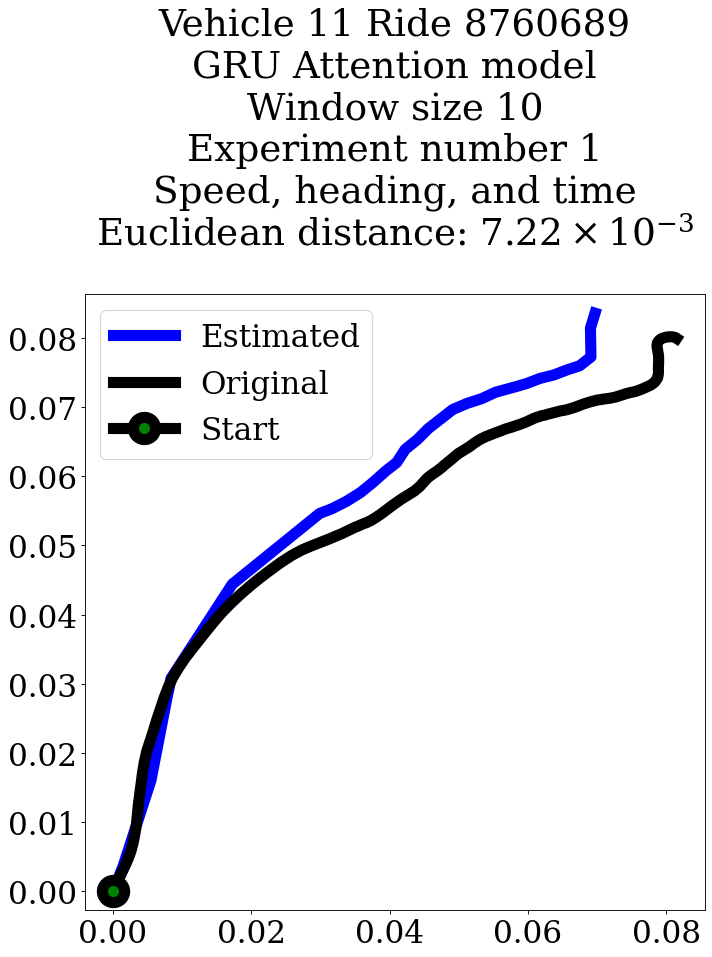 Vehicle 11 Ride 8760689
GRU Attention model
Window size 10
Experiment number 1
Speed, heading, and time
Euclidean distance: 7.22 × 10⁻³
Estimated
Original
Start
0.08
0.07
0.06
0.05
0.04
0.03
0.02
0.01
0.00
0.00 0.02 0.04 0.06 0.08